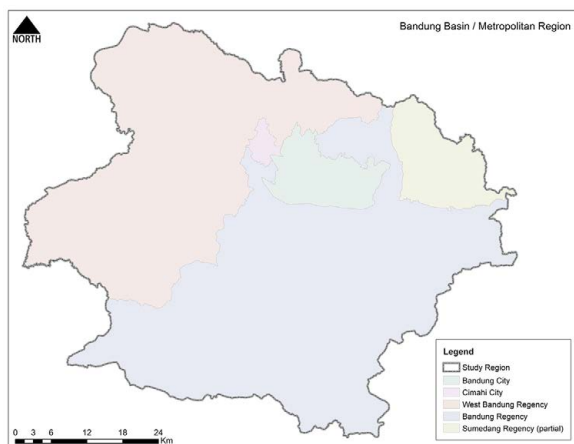 Bandung Basin / Metropolitan Region
NORTH
Legend
Study Region
Bandung City
Cimahi City
West Bandung Regency
Bandung Regency
Sumedang Regency (partial)
0 3 6 12 18 24
Km